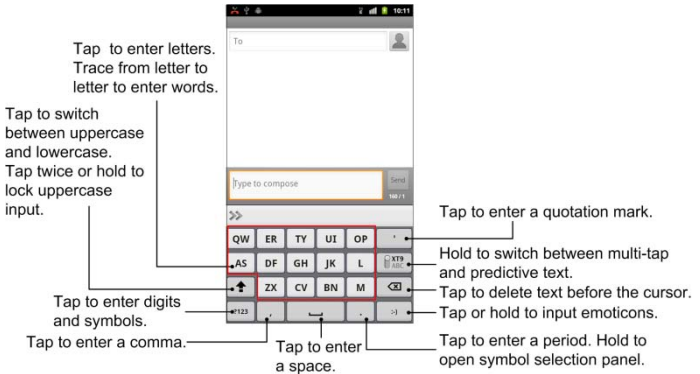 10:11
To
Tap to enter letters.
Trace from letter to
letter to enter words.
Tap to switch
between uppercase
and lowercase.
Tap twice or hold to
lock uppercase
input.
Type to compose
Send
160 / 1
QW ER TY UI OP '
AS DF GH JK L XT9
ABC
ZX CV BN M
?123 , . :-)
Tap to enter digits
and symbols.
Tap to enter a comma.
Tap to enter
a space.
Tap to enter a quotation mark.
Hold to switch between multi-tap
and predictive text.
Tap to delete text before the cursor.
Tap or hold to input emoticons.
Tap to enter a period. Hold to
open symbol selection panel.